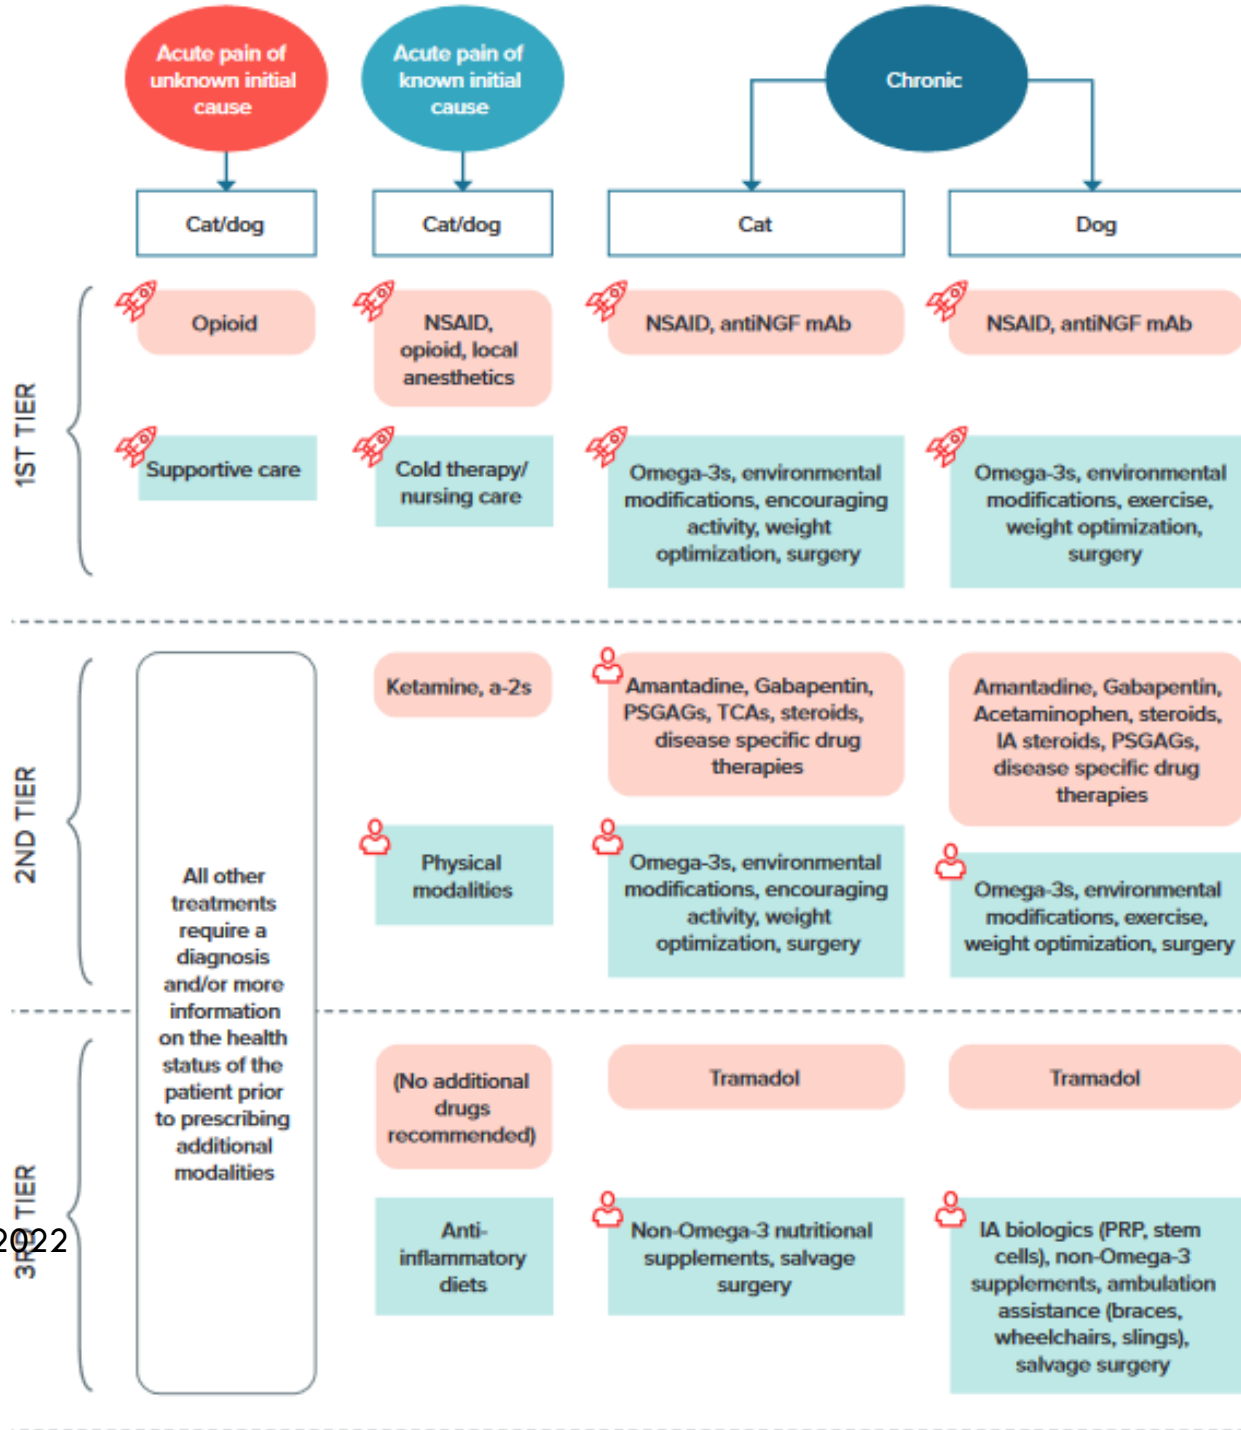 Acute pain of
unknown initial
cause
Acute pain of
known initial
cause
Chronic
Cat/dog
Cat/dog
Cat
Dog
1ST TIER
Opioid
NSAID,
opioid, local
anesthetics
NSAID, antiNGF mAb
NSAID, antiNGF mAb
Supportive care
Cold therapy/
nursing care
Omega-3s, environmental
modifications, encouraging
activity, weight
optimization, surgery
Omega-3s, environmental
modifications, exercise,
weight optimization,
surgery
2ND TIER
All other
treatments
require a
diagnosis
and/or more
information
on the health
status of the
patient prior
to prescribing
additional
modalities
Ketamine, a-2s
Amantadine, Gabapentin,
PSGAGs, TCAs, steroids,
disease specific drug
therapies
Amantadine, Gabapentin,
Acetaminophen, steroids,
IA steroids, PSGAGs,
disease specific drug
therapies
Physical
modalities
Omega-3s, environmental
modifications, encouraging
activity, weight
optimization, surgery
Omega-3s, environmental
modifications, exercise,
weight optimization, surgery
3RD TIER
2022
(No additional
drugs
recommended)
Tramadol
Tramadol
Anti-
inflammatory
diets
Non-Omega-3 nutritional
supplements, salvage
surgery
IA biologics (PRP, stem
cells), non-Omega-3
supplements, ambulation
assistance (braces,
wheelchairs, slings),
salvage surgery